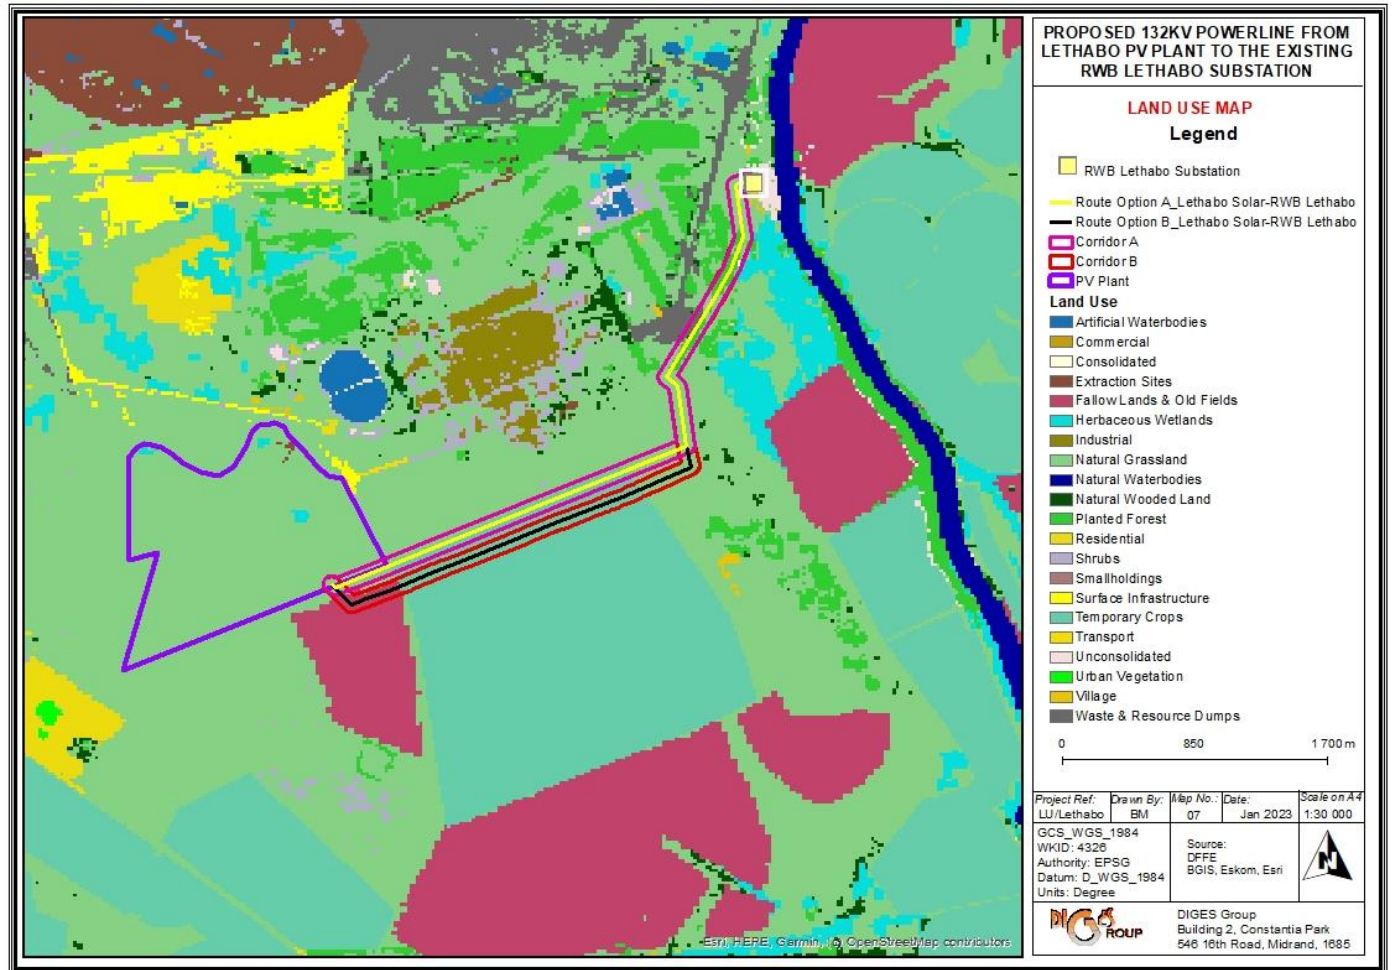 PROPOSED 132KV POWERLINE FROM
LETHABO PV PLANT TO THE EXISTING
RWB LETHABO SUBSTATION
LAND USE MAP
Legend
RWB Lethabo Substation
Route Option A_Lethabo Solar-RWB Lethabo
Route Option B_Lethabo Solar-RWB Lethabo
Corridor A
Corridor B
PV Plant
Land Use
Artificial Waterbodies
Commercial
Consolidated
Extraction Sites
Fallow Lands & Old Fields
Herbaceous Wetlands
Industrial
Natural Grassland
Natural Waterbodies
Natural Wooded Land
Planted Forest
Residential
Shrubs
Smallholdings
Surface Infrastructure
Temporary Crops
Transport
Unconsolidated
Urban Vegetation
Village
Waste & Resource Dumps
0 850 1 700 m
Project Ref: Drawn By: Map No.: Date: Scale on A4
LU/Lethabo BM 07 Jan 2023 1:30 000
GCS_WGS_1984
WKID: 4326
Authority: EPSG
Datum: D_WGS_1984
Units: Degree
Source:
DFFE
BGIS, Eskom, Esri
N
DIGES
GROUP
DIGES Group
Building 2, Constantia Park
546 16th Road, Midrand, 1685
Esri, HERE, Garmin, (c) OpenStreetMap contributors